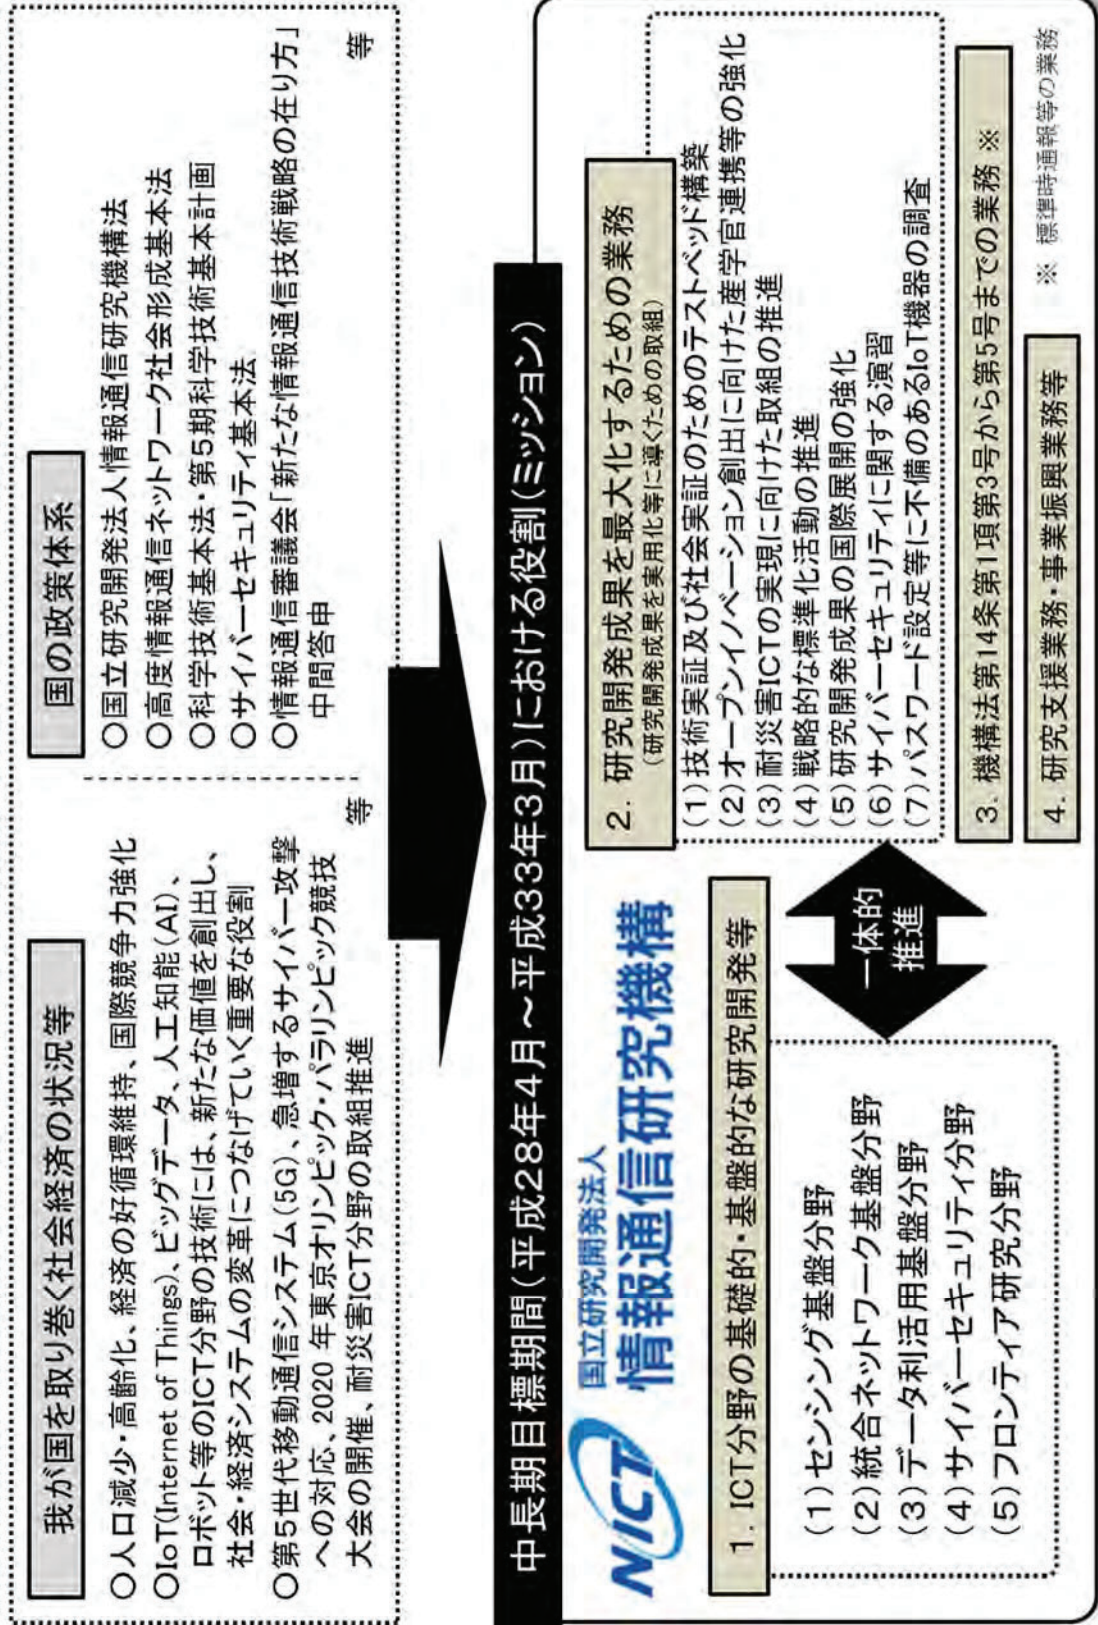 我が国を取り巻く社会経済の状況等
○人口減少・高齢化、経済の好循環維持、国際競争力強化
○IoT(Internet of Things)、ビッグデータ、人工知能(AI)、
ロボット等のICT分野の技術には、新たな価値を創出し、
社会・経済システムの変革につなげていく重要な役割
○第5世代移動通信システム(5G)、急増するサイバー攻撃
への対応、2020 年東京オリンピック・パラリンピック競技
大会の開催、耐災害ICT分野の取組推進
等
国の政策体系
○国立研究開発法人情報通信研究機構法
○高度情報通信ネットワーク社会形成基本法
○科学技術基本法・第5期科学技術基本計画
○サイバーセキュリティ基本法
○情報通信審議会「新たな情報通信技術戦略の在り方」
中間答申
等
中長期目標期間(平成28年4月～平成33年3月)における役割(ミッション)
NICT
国立研究開発法人
情報通信研究機構
1. ICT分野の基礎的・基盤的な研究開発等
(1)センシング基盤分野
(2)統合ネットワーク基盤分野
(3)データ利活用基盤分野
(4)サイバーセキュリティ分野
(5)フロンティア研究分野
一体的
推進
2. 研究開発成果を最大化するための業務
(研究開発成果を実用化等に導くための取組)
(1)技術実証及び社会実証のためのテストベッド構築
(2)オープンイノベーション創出に向けた産学官連携等の強化
(3)耐災害ICTの実現に向けた取組の推進
(4)戦略的な標準化活動の推進
(5)研究開発成果の国際展開の強化
(6)サイバーセキュリティに関する演習
(7)パスワード設定等に不備のあるIoT機器の調査
3. 機構法第14条第1項第3号から第5号までの業務 ※
4. 研究支援業務・事業振興業務等
※ 標準時通報等の業務